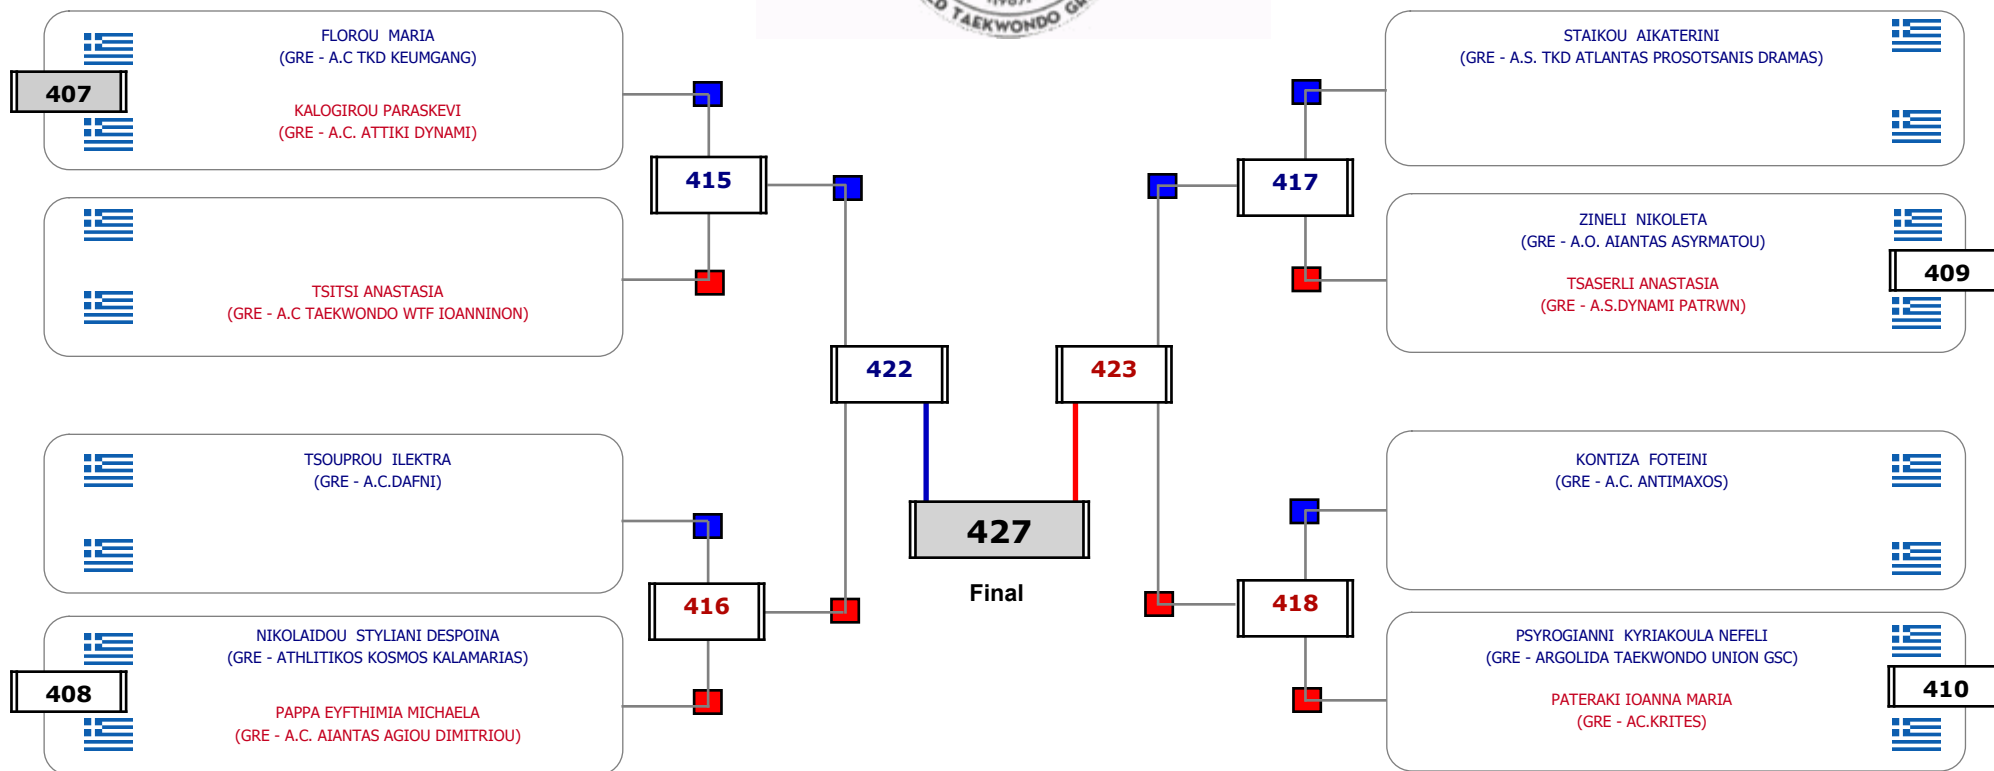 TAEKWONDO
FLOROU MARIA
(GRE - A.C TKD KEUMGANG)
407
KALOGIROU PARASKEVI
(GRE - A.C. ATTIKI DYNAMI)
415
TSITSI ANASTASIA
(GRE - A.C TAEKWONDO WTF IOANNINON)
422
TSOUPROU ILEKTRA
(GRE - A.C.DAFNI)
416
NIKOLAIDOU STYLIANI DESPOINA
(GRE - ATHLITIKOS KOSMOS KALAMARIAS)
408
PAPPA EYFTHIMIA MICHAELA
(GRE - A.C. AIANTAS AGIOU DIMITRIOU)
427
Final
STAIKOU AIKATERINI
(GRE - A.S. TKD ATLANTAS PROSOTSANIS DRAMAS)
417
ZINELI NIKOLETA
(GRE - A.O. AIANTAS ASYRMATOU)
409
TSASERLI ANASTASIA
(GRE - A.S.DYNAMI PATRWN)
423
KONTIZA FOTEINI
(GRE - A.C. ANTIMAXOS)
418
PSYROGIANNI KYRIAKOULA NEFELI
(GRE - ARGOLIDA TAEKWONDO UNION GSC)
410
PATERAKI IOANNA MARIA
(GRE - AC.KRITES)